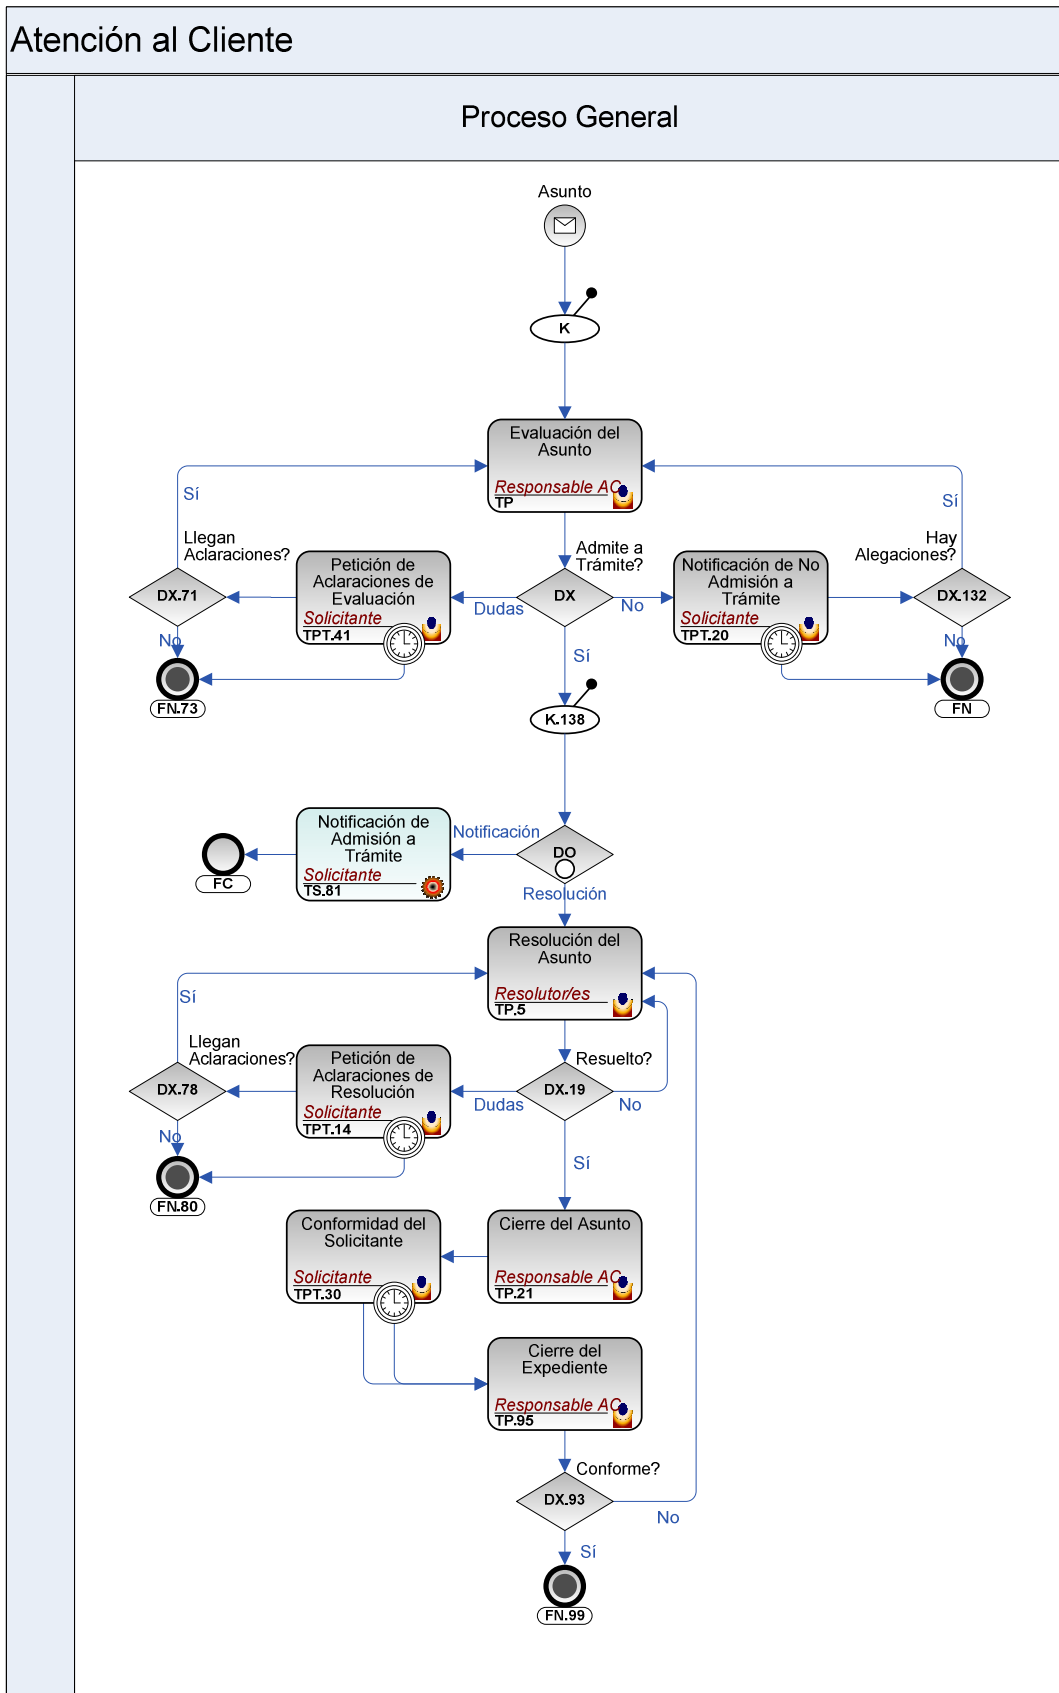 Atención al Cliente
Proceso General
Asunto
K
Evaluación del
Asunto
Responsable AC
TP
Sí
Sí
Llegan
Aclaraciones?
Admite a
Trámite?
Hay
Alegaciones?
DX.71
Petición de
Aclaraciones de
Evaluación
Solicitante
TPT.41
Dudas
DX
No
Notificación de No
Admisión a
Trámite
Solicitante
TPT.20
DX.132
No
Sí
No
FN.73
FN
K.138
Notificación de
Admisión a
Trámite
Solicitante
TS.81
Notificación
DO
FC
Resolución
Resolución del
Asunto
Resolutor/es
TP.5
Sí
Llegan
Aclaraciones?
Resuelto?
DX.78
Petición de
Aclaraciones de
Resolución
Solicitante
TPT.14
Dudas
DX.19
No
No
Sí
FN.80
Conformidad del
Solicitante
Solicitante
TPT.30
Cierre del Asunto
Responsable AC
TP.21
Cierre del
Expediente
Responsable AC
TP.95
Conforme?
DX.93
No
Sí
FN.99